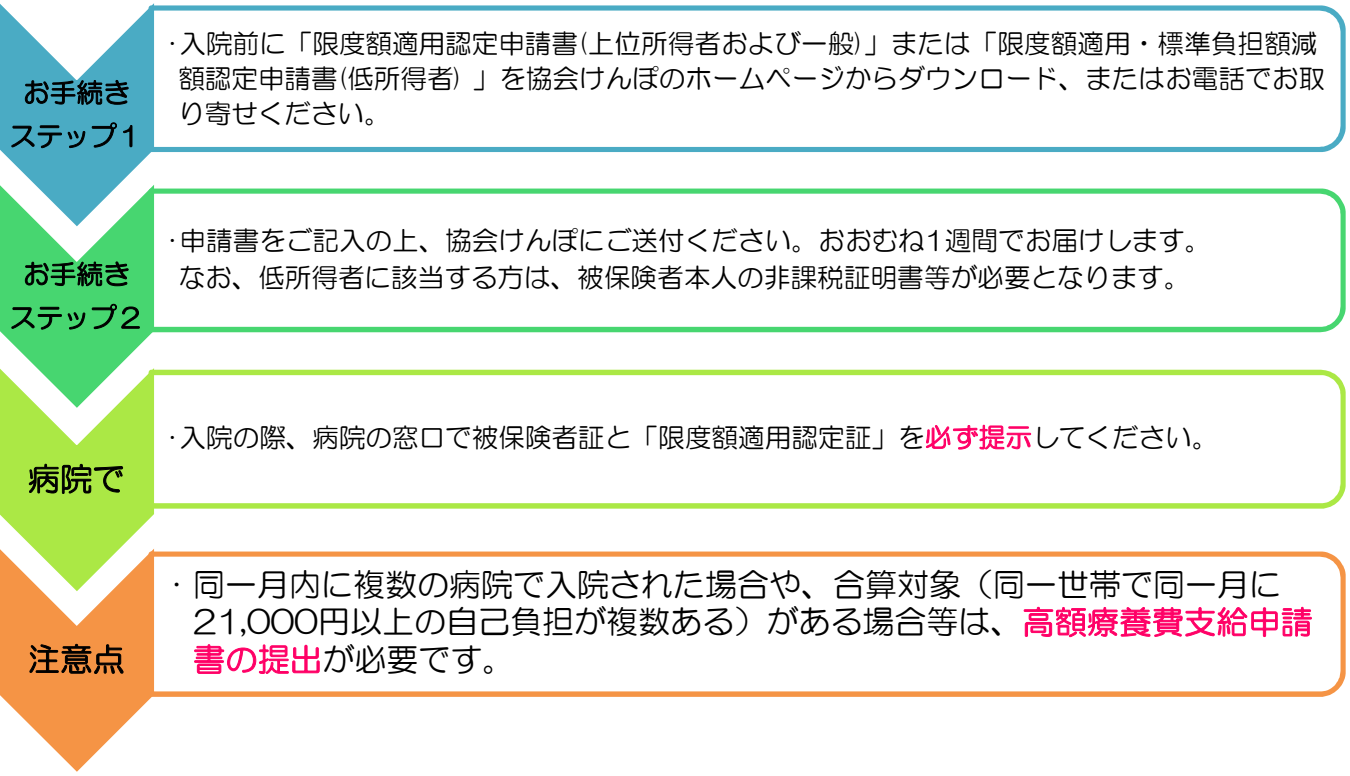 お手続き
ステップ１
・入院前に「限度額適用認定申請書(上位所得者および一般)」または「限度額適用・標準負担額減
額認定申請書(低所得者) 」を協会けんぽのホームページからダウンロード、またはお電話でお取
り寄せください。
お手続き
ステップ２
・申請書をご記入の上、協会けんぽにご送付ください。おおむね1週間でお届けします。
なお、低所得者に該当する方は、被保険者本人の非課税証明書等が必要となります。
病院で
・入院の際、病院の窓口で被保険者証と「限度額適用認定証」を必ず提示してください。
注意点
・同一月内に複数の病院で入院された場合や、合算対象（同一世帯で同一月に
21,000円以上の自己負担が複数ある）がある場合等は、高額療養費支給申請
書の提出が必要です。